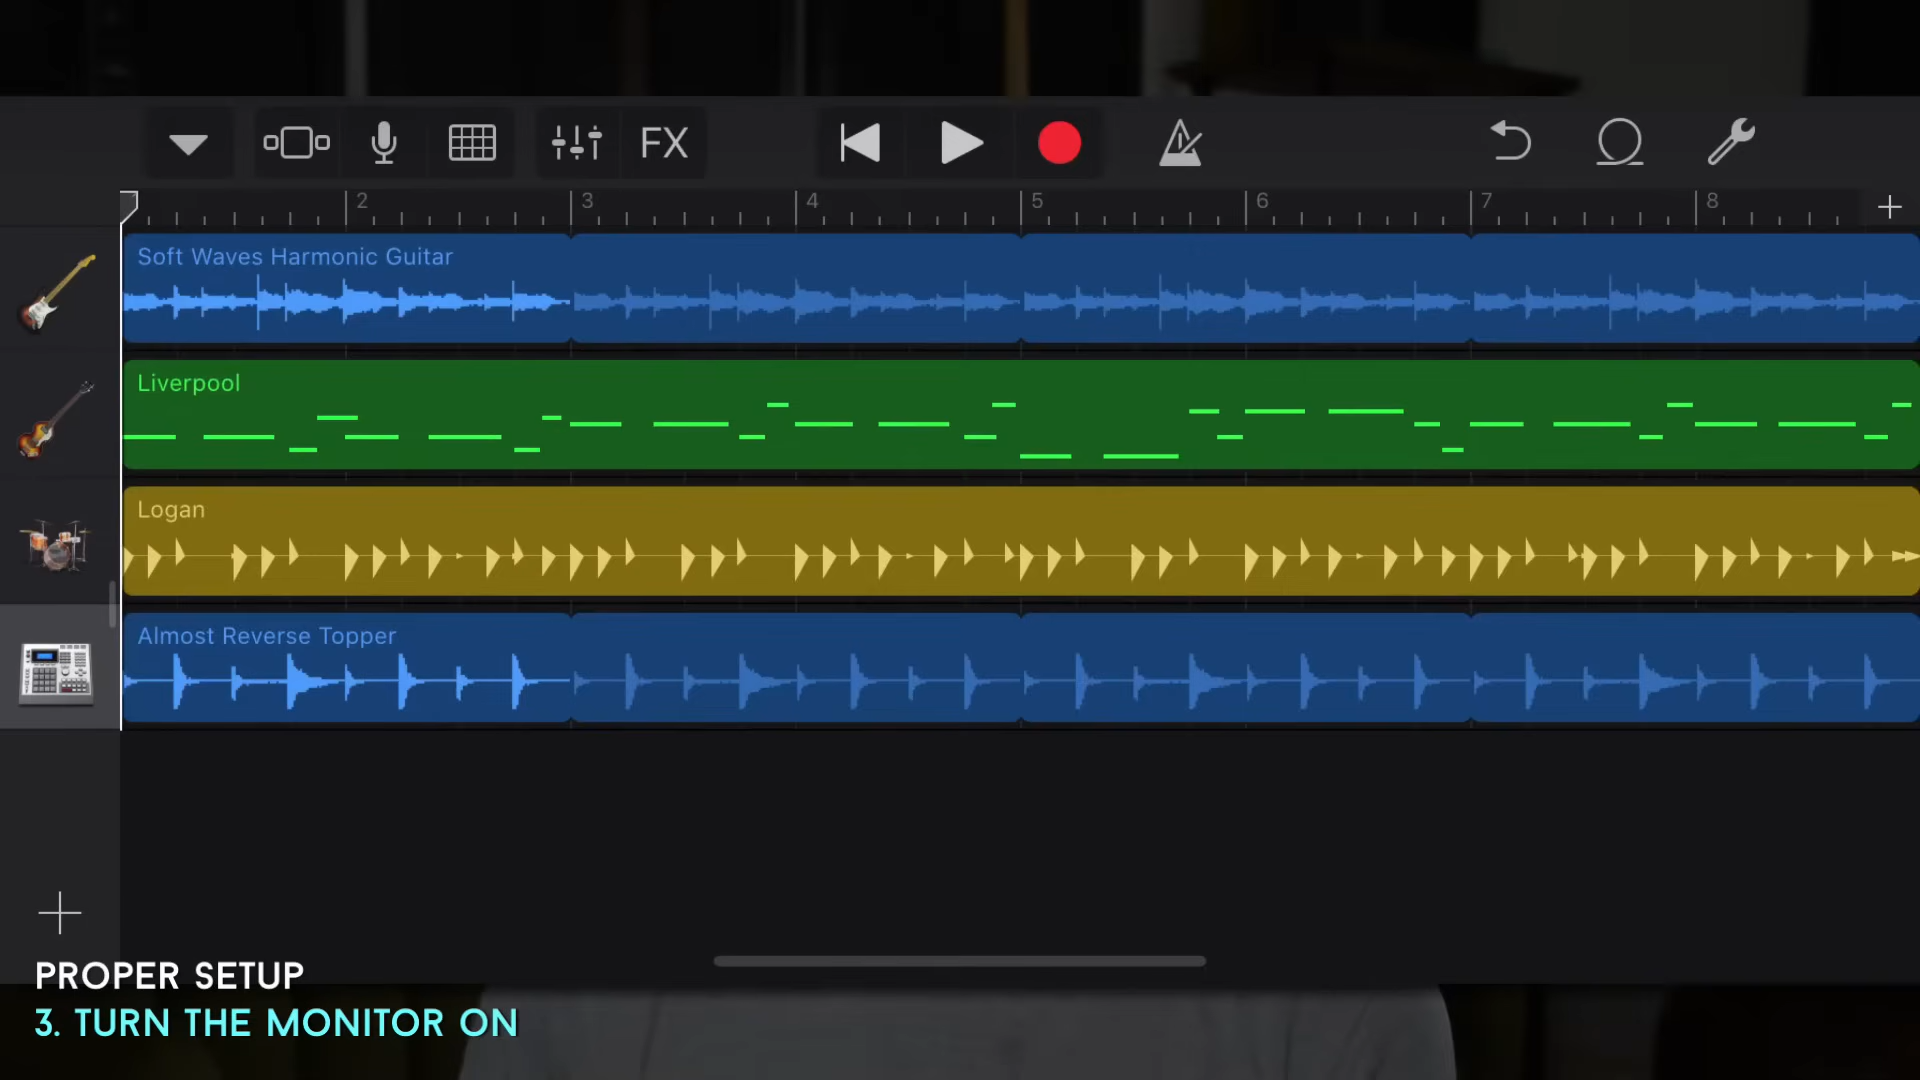 FX
2 3 4 5 6 7 8
Soft Waves Harmonic Guitar
Liverpool
Logan
Almost Reverse Topper
PROPER SETUP
3. TURN THE MONITOR ON